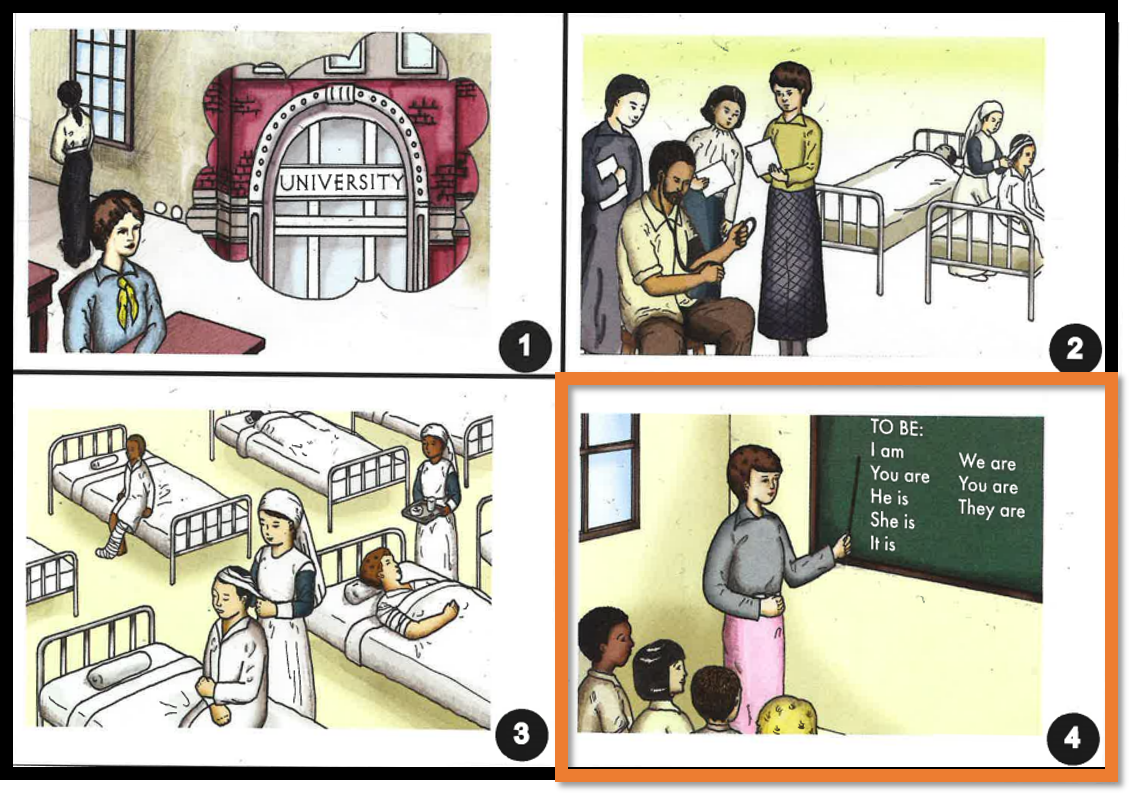 UNIVERSITY
1
2
3
TO BE:
I am
You are
He is
She is
It is
We are
You are
They are
4